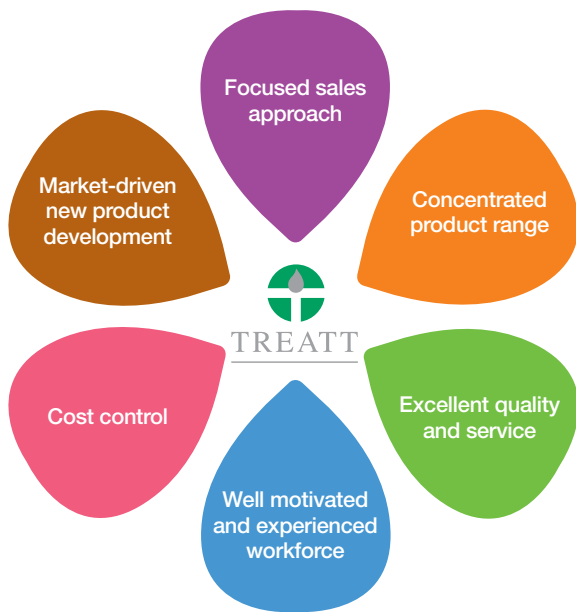 Focused sales
approach
Concentrated
product range
Excellent quality
and service
Well motivated
and experienced
workforce
Cost control
Market-driven
new product
development
TREATT